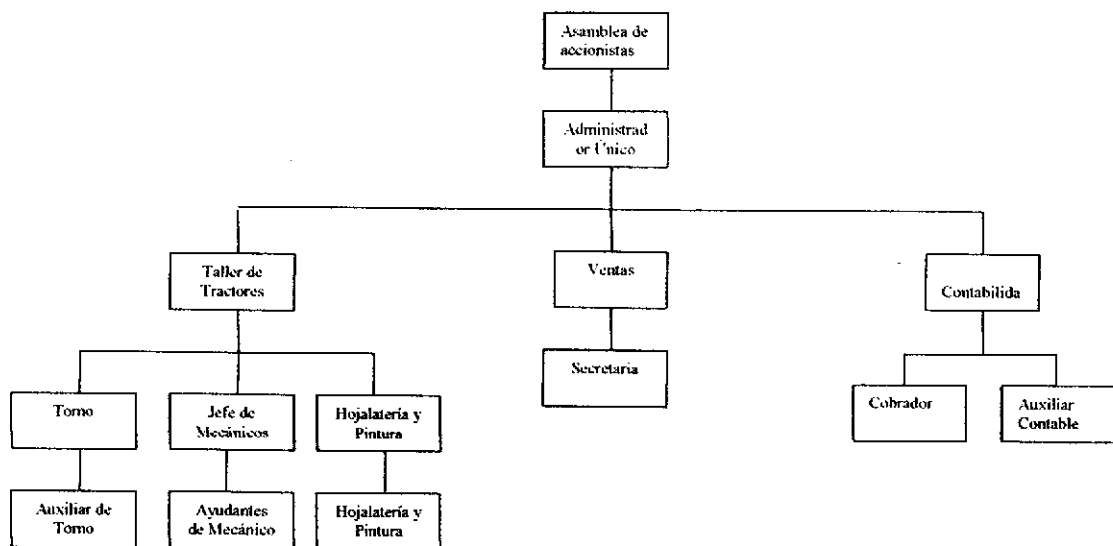 Asamblea de
accionistas
Administrad
or Único
Taller de
Tractores
Ventas
Contabilida
Secretaria
Torno
Jefe de
Mecánicos
Hojalatería y
Pintura
Cobrador
Auxiliar
Contable
Auxiliar de
Torno
Ayudantes
de Mecánico
Hojalatería y
Pintura